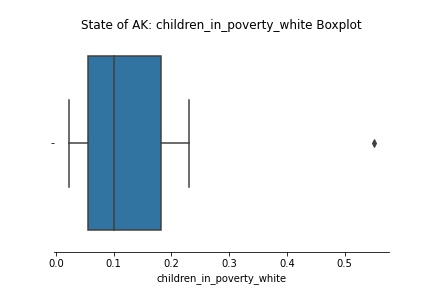 State of AK: children_in_poverty_white Boxplot
-
0.0 0.1 0.2 0.3 0.4 0.5
children_in_poverty_white